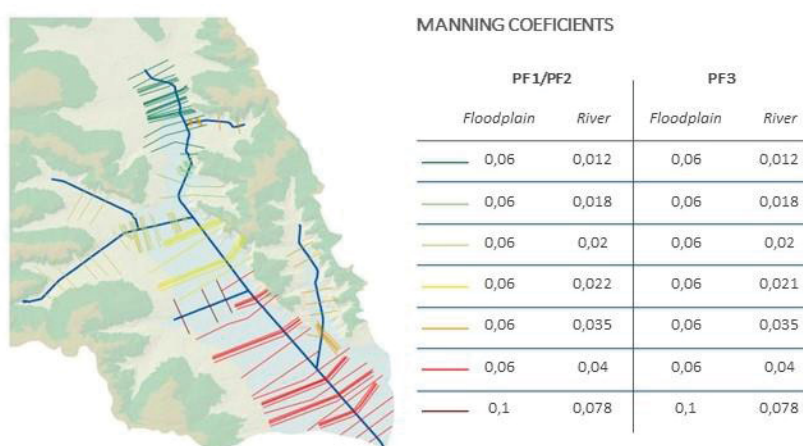 MANNING COEFICIENTS
PF1/PF2 PF3
Floodplain River Floodplain River
0,06 0,012 0,06 0,012
0,06 0,018 0,06 0,018
0,06 0,02 0,06 0,02
0,06 0,022 0,06 0,021
0,06 0,035 0,06 0,035
0,06 0,04 0,06 0,04
0,1 0,078 0,1 0,078